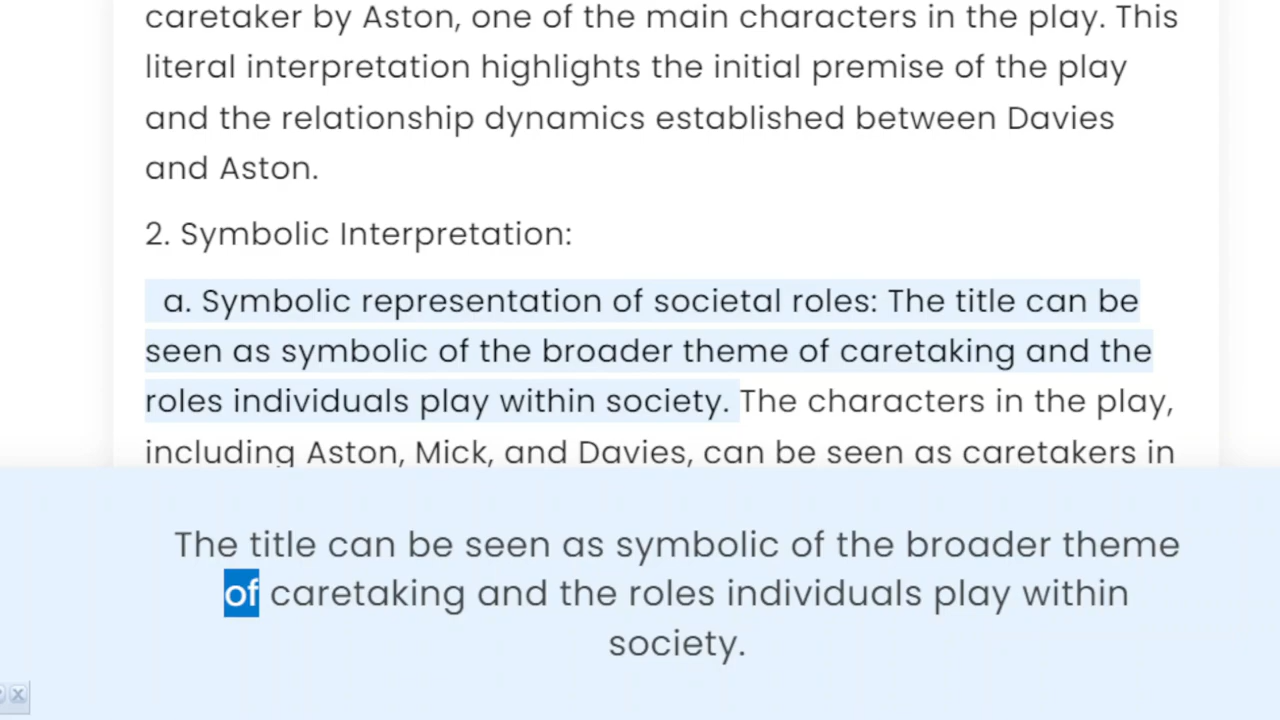 caretaker by Aston, one of the main characters in the play. This
literal interpretation highlights the initial premise of the play
and the relationship dynamics established between Davies
and Aston.
2. Symbolic Interpretation:
a. Symbolic representation of societal roles: The title can be
seen as symbolic of the broader theme of caretaking and the
roles individuals play within society. The characters in the play,
including Aston, Mick, and Davies, can be seen as caretakers in
The title can be seen as symbolic of the broader theme
of caretaking and the roles individuals play within
society.